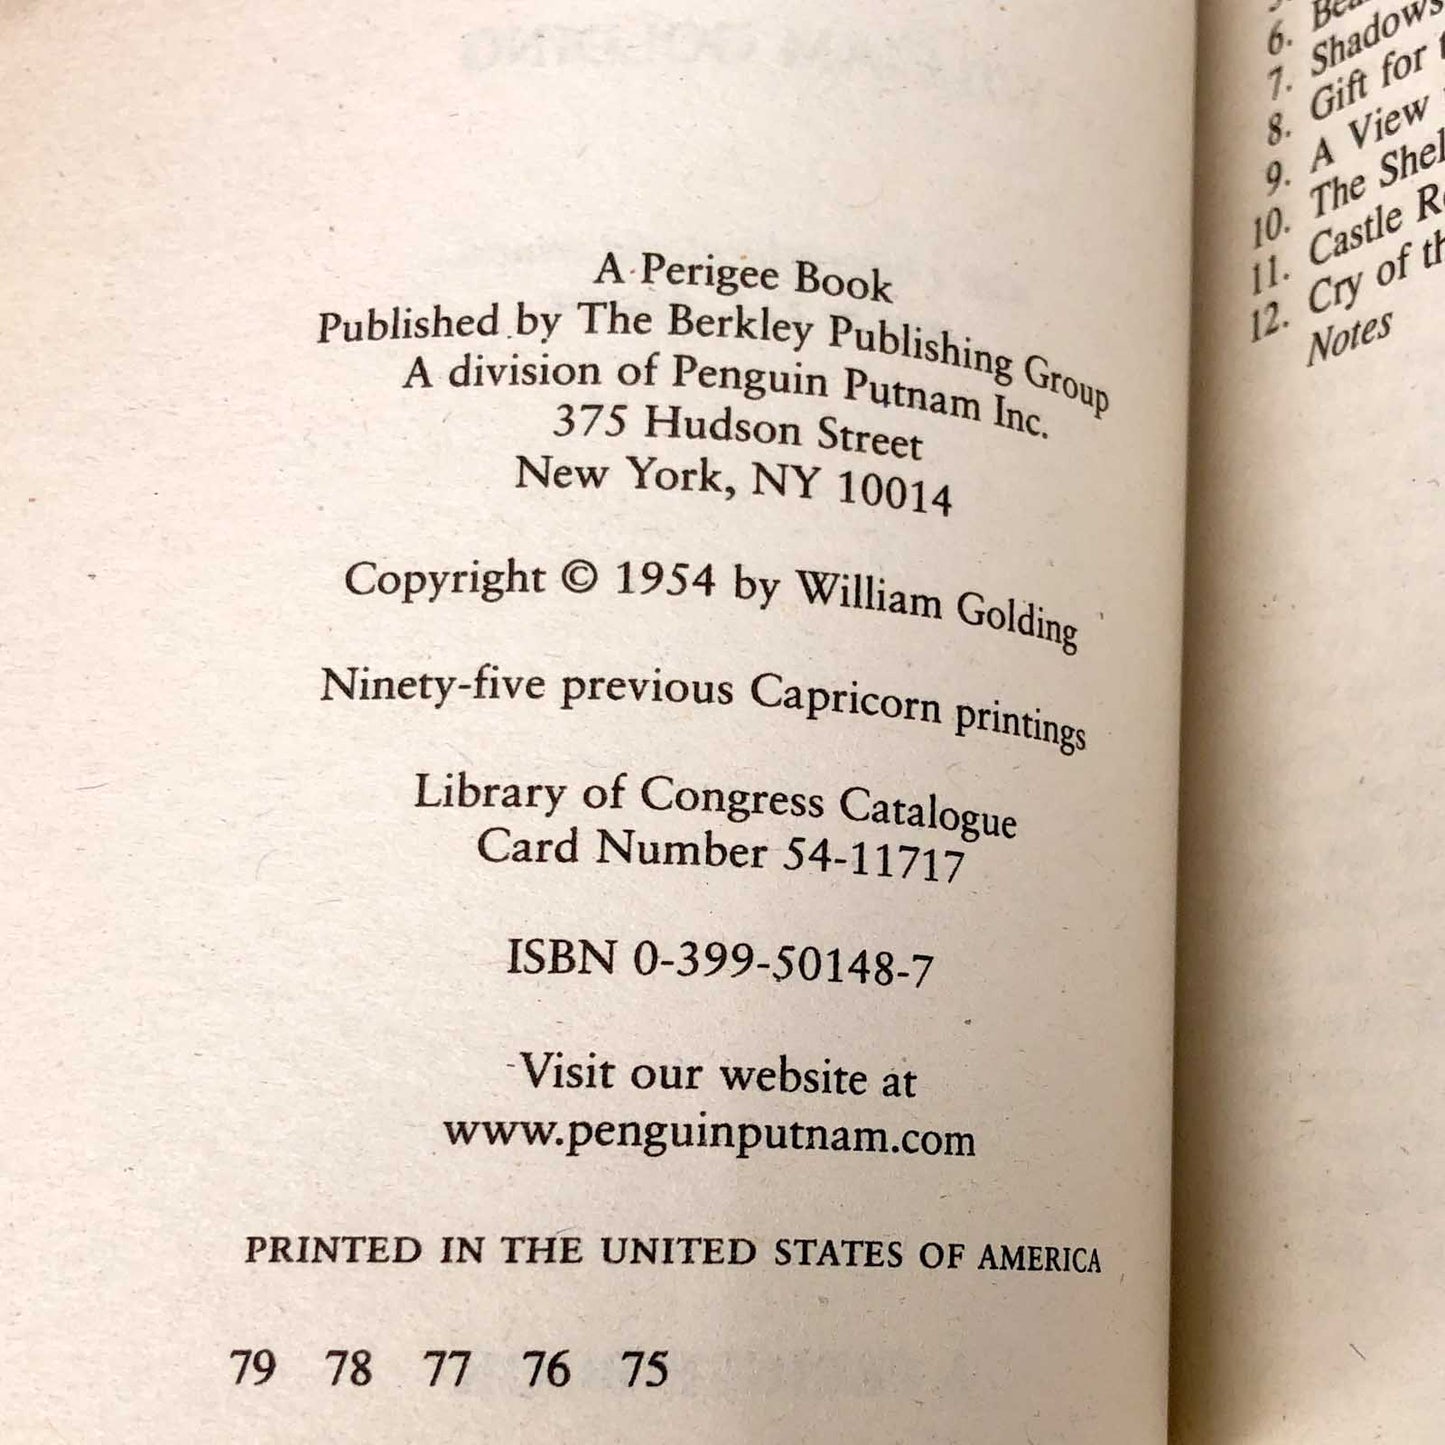 A Perigee Book
Published by The Berkley Publishing Group
A division of Penguin Putnam Inc.
375 Hudson Street
New York, NY 10014
Copyright © 1954 by William Golding
Ninety-five previous Capricorn printings
Library of Congress Catalogue
Card Number 54-11717
ISBN 0-399-50148-7
Visit our website at
www.penguinputnam.com
PRINTED IN THE UNITED STATES OF AMERICA
79 78 77 76 75
6.
7. Shadows
8. Gift for
9. A View
10. The
11. Castle
12. Cry of
Notes